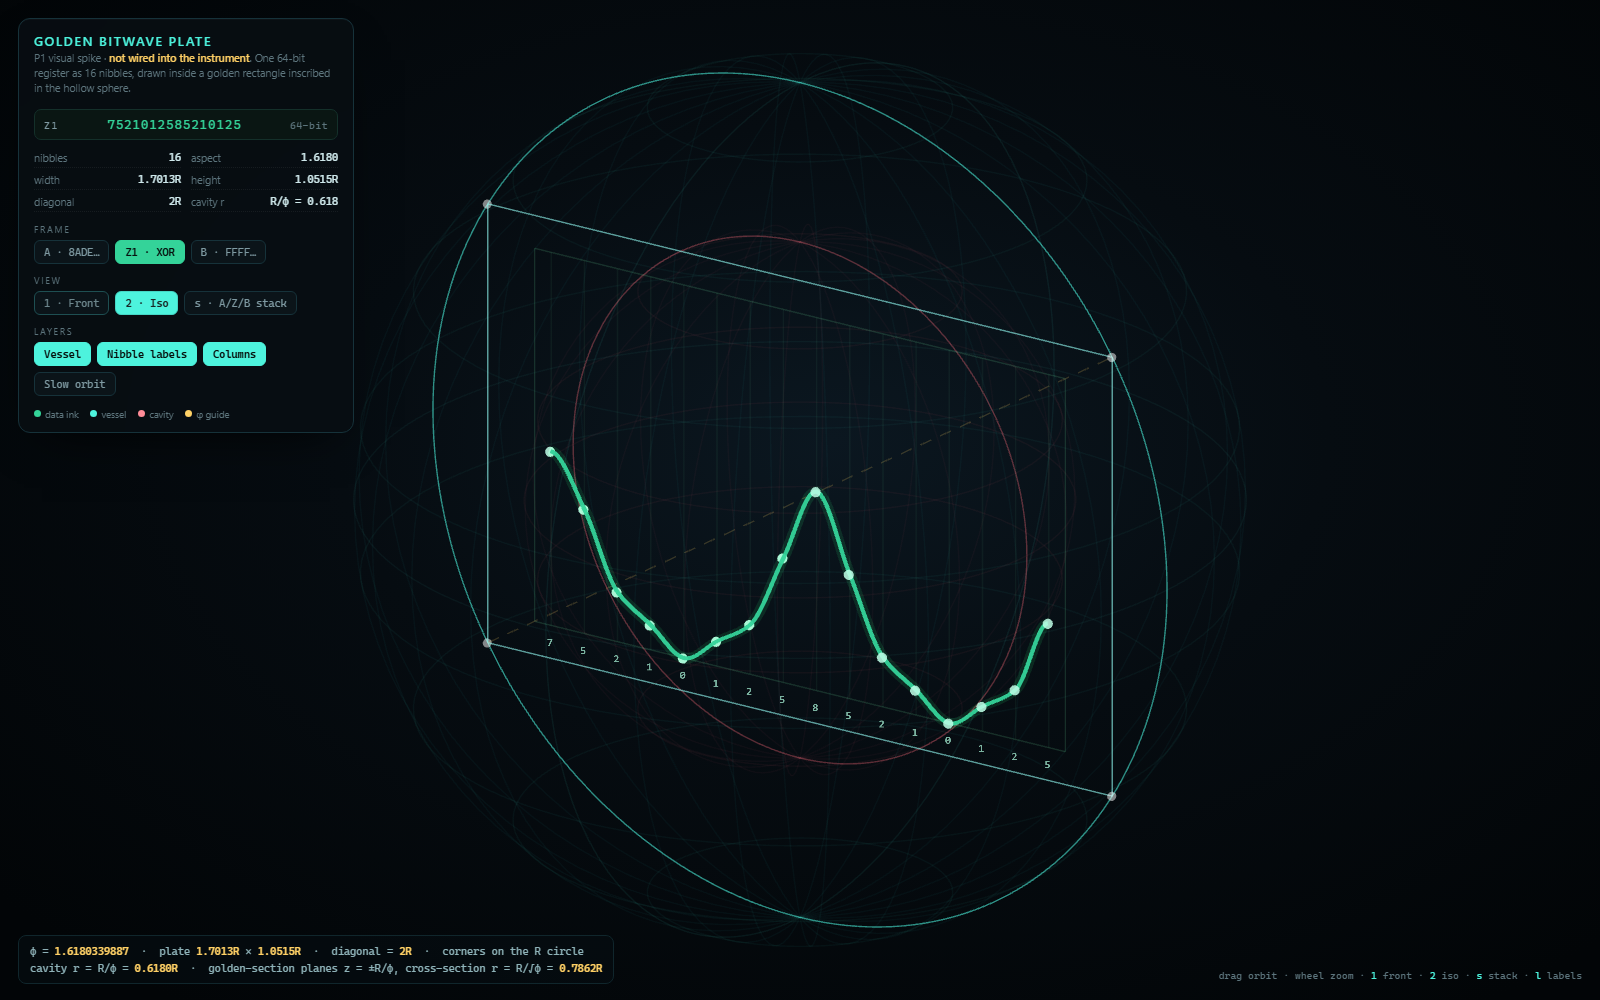 GOLDEN BITWAVE PLATE
P1 visual spike · not wired into the instrument. One 64-bit
register as 16 nibbles, drawn inside a golden rectangle inscribed
in the hollow sphere.
Z1 7521012585210125 64-bit
nibbles 16 aspect 1.6180
width 1.7013R height 1.0515R
diagonal 2R cavity r R/ϕ = 0.618
FRAME
A · 8ADE… Z1 · XOR B · FFFF…
VIEW
1 · Front 2 · Iso s · A/Z/B stack
LAYERS
Vessel Nibble labels Columns
Slow orbit
data ink vessel cavity φ guide
7 5 2 1 0 1 2 5 8 5 2 1 0 1 2 5
ϕ = 1.6180339887 · plate 1.7013R × 1.0515R · diagonal = 2R · corners on the R circle
cavity r = R/ϕ = 0.6180R · golden-section planes z = ±R/ϕ, cross-section r = R/√ϕ = 0.7862R
drag orbit · wheel zoom · 1 front · 2 iso · s stack · l labels